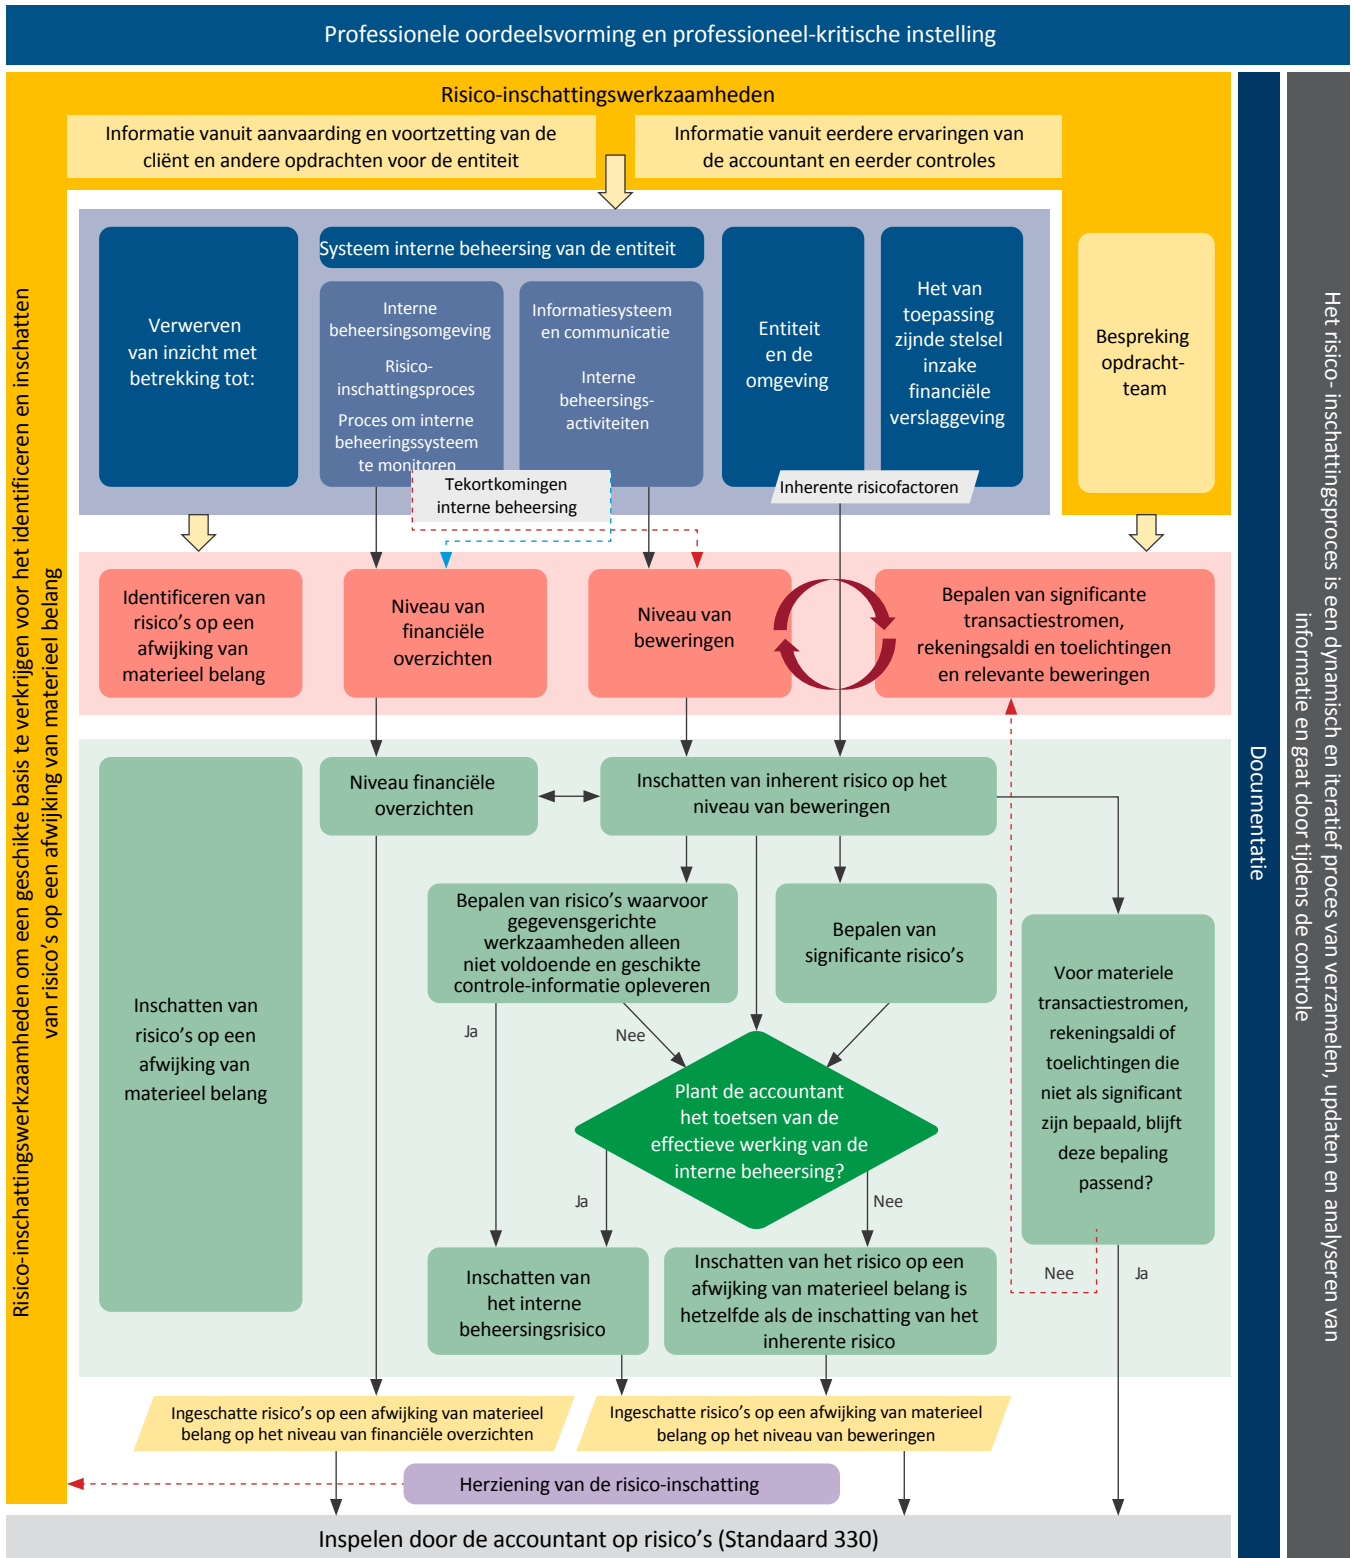 Professionele oordeelsvorming en professioneel-kritische instelling
Risico-inschattingswerkzaamheden
Informatie vanuit aanvaarding en voortzetting van de
cliënt en andere opdrachten voor de entiteit
Informatie vanuit eerdere ervaringen van
de accountant en eerder controles
Risico-inschattingswerkzaamheden om een geschikte basis te verkrijgen voor het identificeren en inschatten
van risico's op een afwijking van materieel belang
Verwerven
van inzicht met
betrekking tot:
Systeem interne beheersing van de entiteit
Interne
beheersingsomgeving
Risico-
inschattingsproces
Proces om interne
beheeringssysteem
te monitoren
Informatiesysteem
en communicatie
Interne
beheersings-
activiteiten
Entiteit
en de
omgeving
Het van
toepassing
zijnde stelsel
inzake
financiële
verslaggeving
Bespreking
opdracht-
team
Tekortkomingen
interne beheersing
Inherente risicofactoren
Identificeren van
risico's op een
afwijking van
materieel belang
Niveau van
financiële
overzichten
Niveau van
beweringen
Bepalen van significante
transactiestromen,
rekeningsaldi en toelichtingen
en relevante beweringen
Inschatten van
risico's op een
afwijking van
materieel belang
Niveau financiële
overzichten
Inschatten van inherent risico op het
niveau van beweringen
Bepalen van risico's waarvoor
gegevensgerichte
werkzaamheden alleen
niet voldoende en geschikte
controle-informatie opleveren
Bepalen van
significante risico's
Voor materiele
transactiestromen,
rekeningsaldi of
toelichtingen die
niet als significant
zijn bepaald, blijft
deze bepaling
passend?
Ja
Nee
Plant de accountant
het toetsen van de
effectieve werking van de
interne beheersing?
Ja
Nee
Inschatten van
het interne
beheersingsrisico
Inschatten van het risico op een
afwijking van materieel belang is
hetzelfde als de inschatting van het
inherente risico
Nee
Ja
Ingeschatte risico's op een afwijking van materieel
belang op het niveau van financiële overzichten
Ingeschatte risico's op een afwijking van materieel
belang op het niveau van beweringen
Herziening van de risico-inschatting
Inspelen door de accountant op risico's (Standaard 330)
Documentatie
Het risico- inschattingsproces is een dynamisch en iteratief proces van verzamelen, updaten en analyseren van
informatie en gaat door tijdens de controle